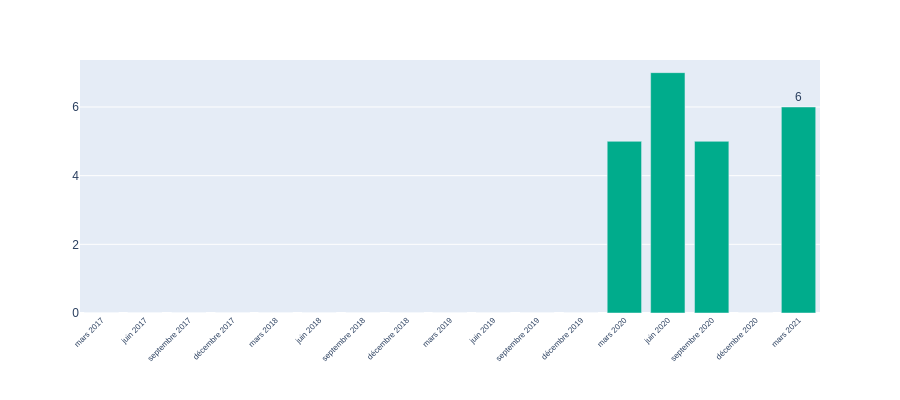 6
6
4
2
0
mars 2017
juin 2017
septembre 2017
décembre 2017
mars 2018
juin 2018
septembre 2018
décembre 2018
mars 2019
juin 2019
septembre 2019
décembre 2019
mars 2020
juin 2020
septembre 2020
décembre 2020
mars 2021